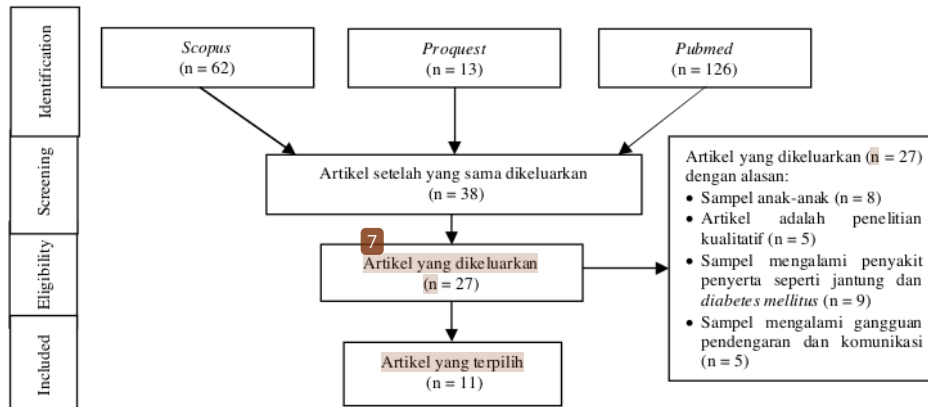 Identification
Scopus
(n = 62)
Proquest
(n = 13)
Pubmed
(n = 126)
Screening
Artikel setelah yang sama dikeluarkan
(n = 38)
Eligibility
7
Artikel yang dikeluarkan
(n = 27)
Artikel yang dikeluarkan (n = 27)
dengan alasan:
• Sampel anak-anak (n = 8)
• Artikel adalah penelitian
kualitatif (n = 5)
• Sampel mengalami penyakit
penyerta seperti jantung dan
diabetes mellitus (n = 9)
• Sampel mengalami gangguan
pendengaran dan komunikasi
(n = 5)
Included
Artikel yang terpilih
(n = 11)